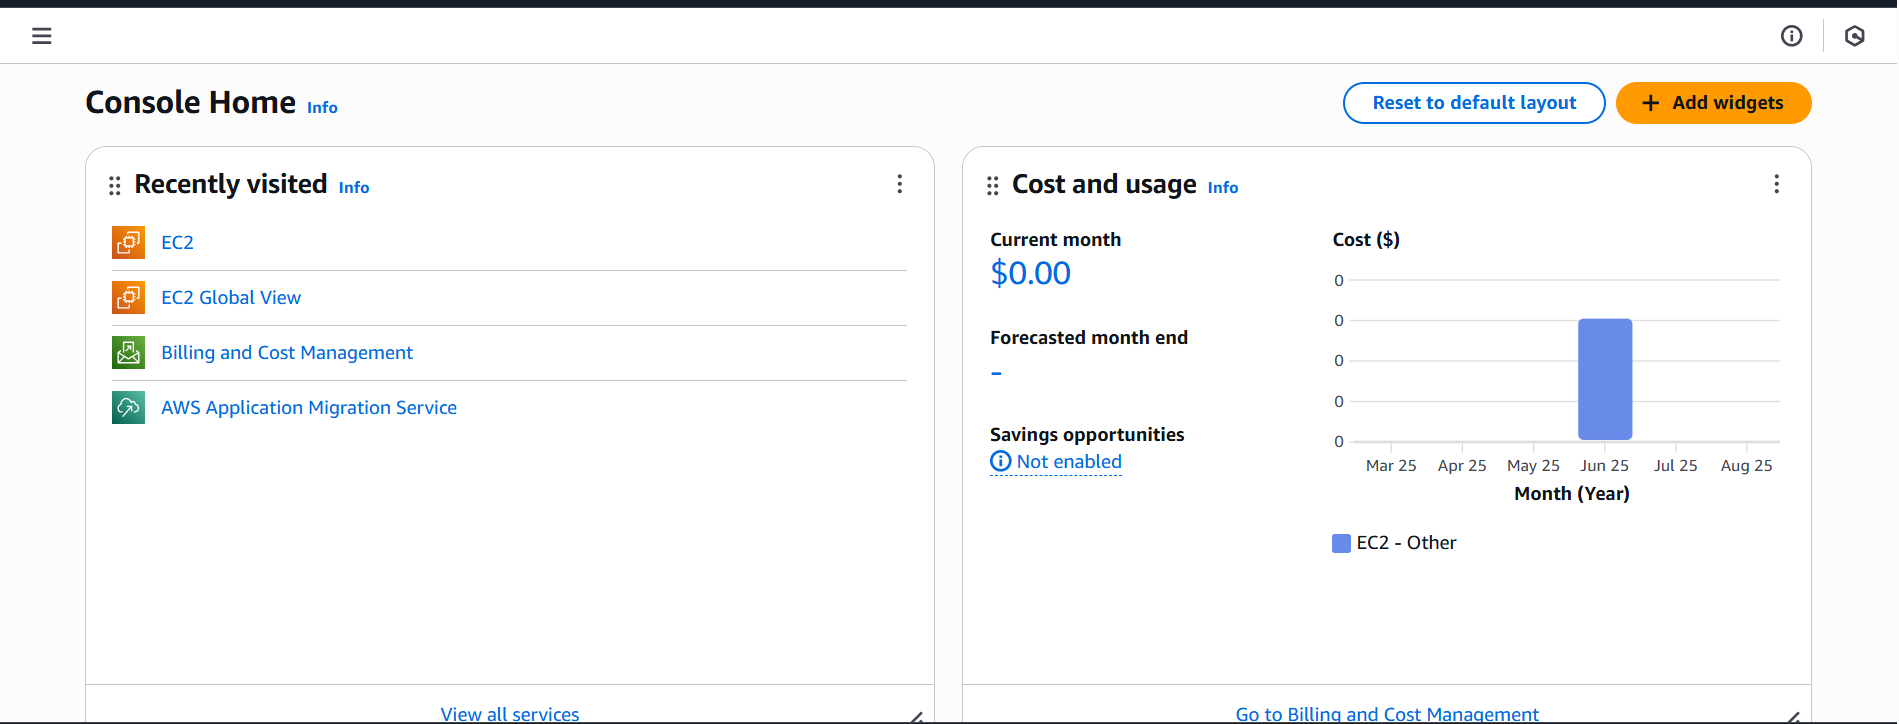 Console Home Info
Reset to default layout
+ Add widgets
Recently visited Info
EC2
EC2 Global View
Billing and Cost Management
AWS Application Migration Service
View all services
Cost and usage Info
Current month
$0.00
Forecasted month end
-
Savings opportunities
Not enabled
Cost ($)
0
0
0
0
0
Mar 25 Apr 25 May 25 Jun 25 Jul 25 Aug 25
Month (Year)
EC2 - Other
Go to Billing and Cost Management